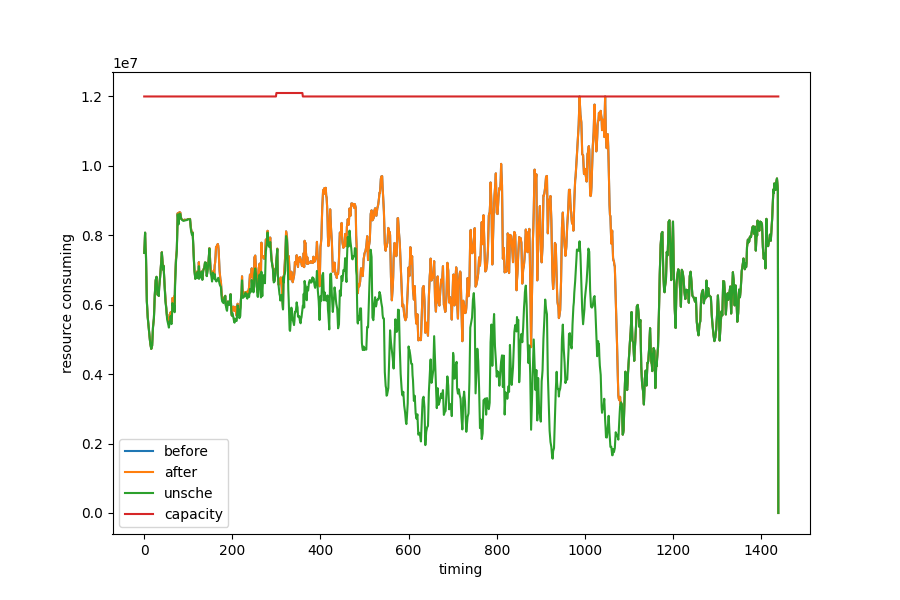 1e7
1.2
1.0
0.8
0.6
0.4
0.2
0.0
resource consuming
before
after
unsche
capacity
0 200 400 600 800 1000 1200 1400
timing